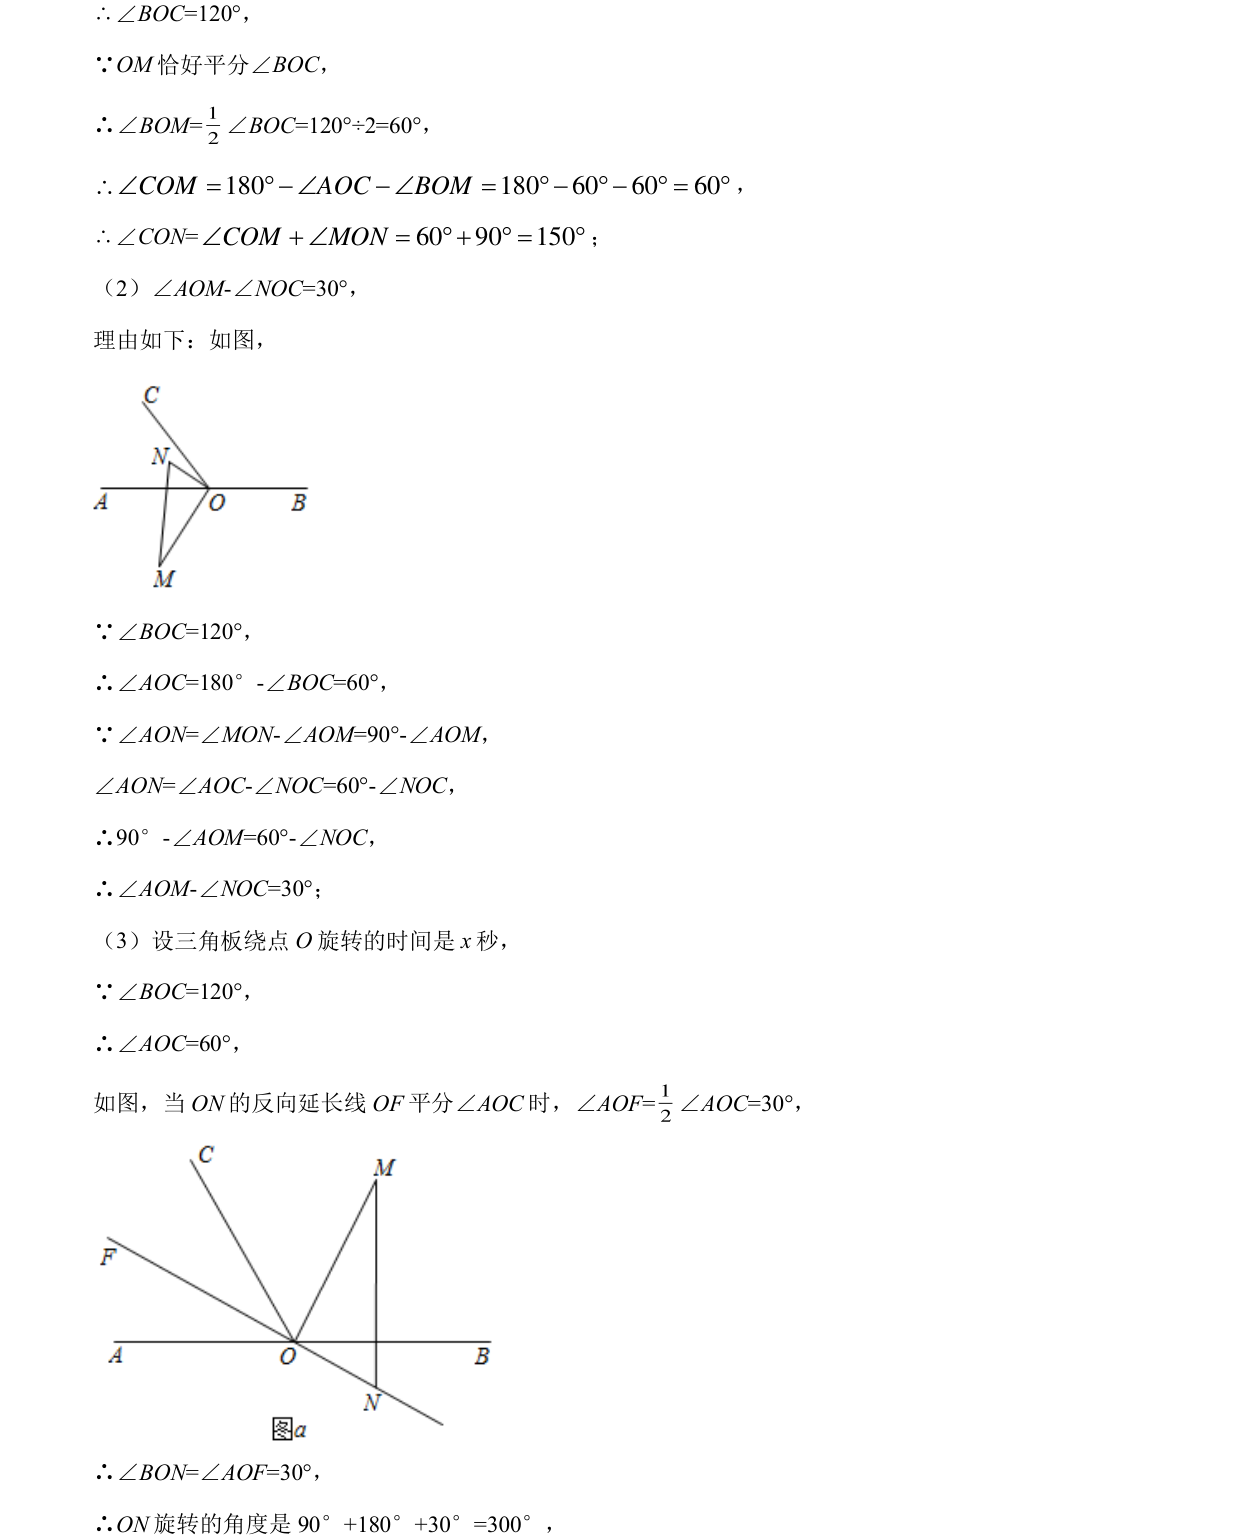 ∴∠BOC=120°，
∵OM恰好平分∠BOC，
∴∠BOM=1/2∠BOC=120°÷2=60°，
∴∠COM=180°−∠AOC−∠BOM=180°−60°−60°=60°，
∴∠CON=∠COM+∠MON=60°+90°=150°；
（2）∠AOM-∠NOC=30°，
理由如下：如图，
C
N
A O B
M
∵∠BOC=120°，
∴∠AOC=180°-∠BOC=60°，
∵∠AON=∠MON-∠AOM=90°-∠AOM，
∠AON=∠AOC-∠NOC=60°-∠NOC，
∴90°-∠AOM=60°-∠NOC，
∴∠AOM-∠NOC=30°；
（3）设三角板绕点O旋转的时间是x秒，
∵∠BOC=120°，
∴∠AOC=60°，
如图，当ON的反向延长线OF平分∠AOC时，∠AOF=1/2∠AOC=30°，
C M
F
A O B
N
图a
∴∠BON=∠AOF=30°，
∴ON旋转的角度是90°+180°+30°=300°，